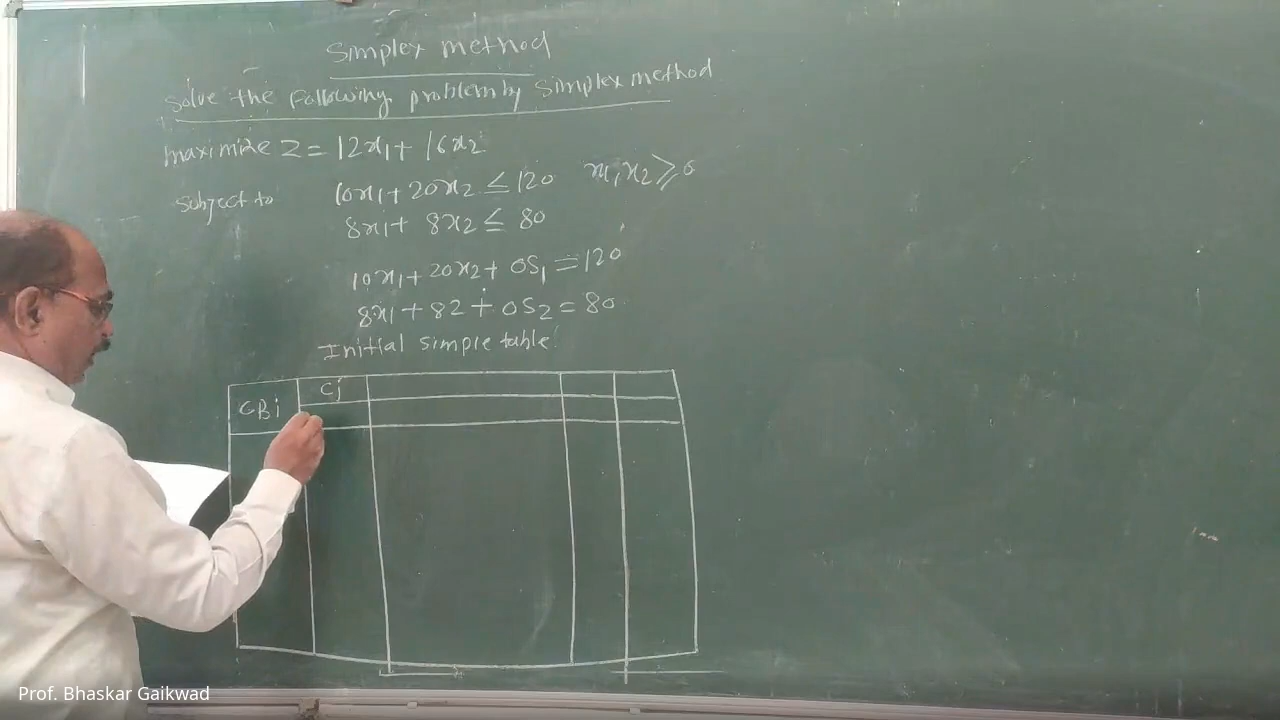 Simplex method
Solve the Following problem by Simplex method
maximize Z = 12x1 + 16x2
Subject to 10x1 + 20x2 ≤ 120 x1, x2 ≥ 0
8x1 + 8x2 ≤ 80
10x1 + 20x2 + 0S1 = 120
8x1 + 82 + 0S2 = 80
Initial simple table
CBi Cj
Prof. Bhaskar Gaikwad